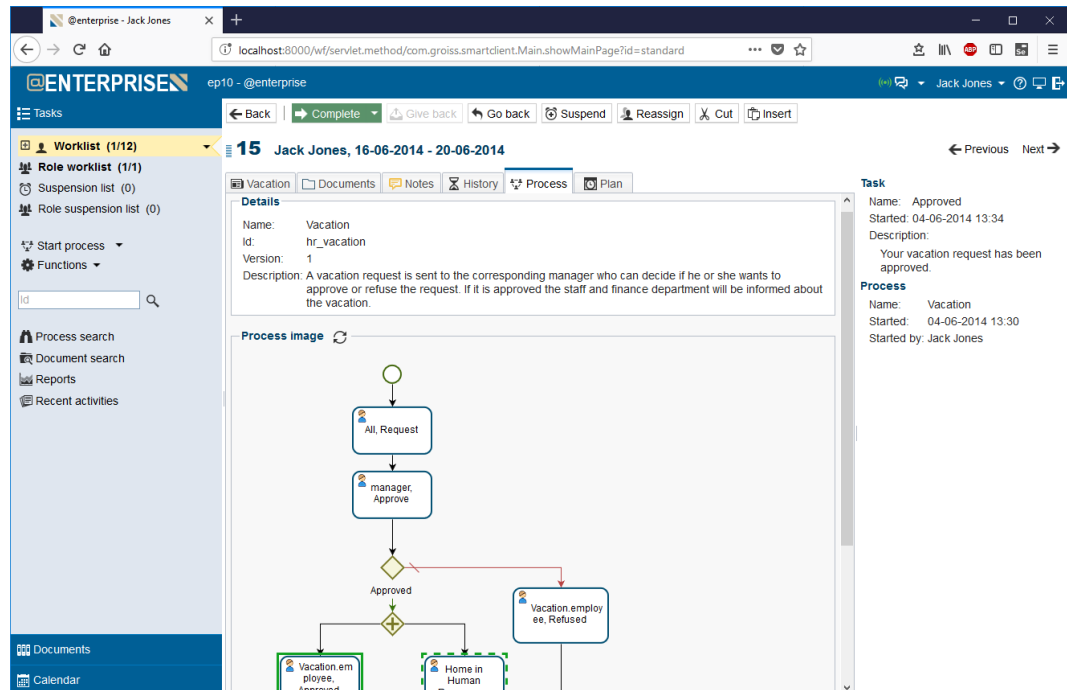 @enterprise - Jack Jones
localhost:8000/wf/servlet.method/com.groiss.smartclient.Main.showMainPage?id=standard
ABP
Se
@ENTERPRISE
ep10 - @enterprise
Jack Jones
Tasks
Back
Complete
Give back
Go back
Suspend
Reassign
Cut
Insert
Worklist (1/12)
Role worklist (1/1)
Suspension list (0)
Role suspension list (0)
Start process
Functions
Id
Process search
Document search
Reports
Recent activities
Documents
Calendar
15 Jack Jones, 16-06-2014 - 20-06-2014
Previous Next
Vacation
Documents
Notes
History
Process
Plan
Details
Name: Vacation
Id: hr_vacation
Version: 1
Description: A vacation request is sent to the corresponding manager who can decide if he or she wants to
approve or refuse the request. If it is approved the staff and finance department will be informed about
the vacation.
Process image
All, Request
manager,
Approve
Approved
Vacation.employ
ee, Refused
Vacation.em
ployee,
Approved
Home in
Human
Task
Name: Approved
Started: 04-06-2014 13:34
Description:
Your vacation request has been
approved.
Process
Name: Vacation
Started: 04-06-2014 13:30
Started by: Jack Jones